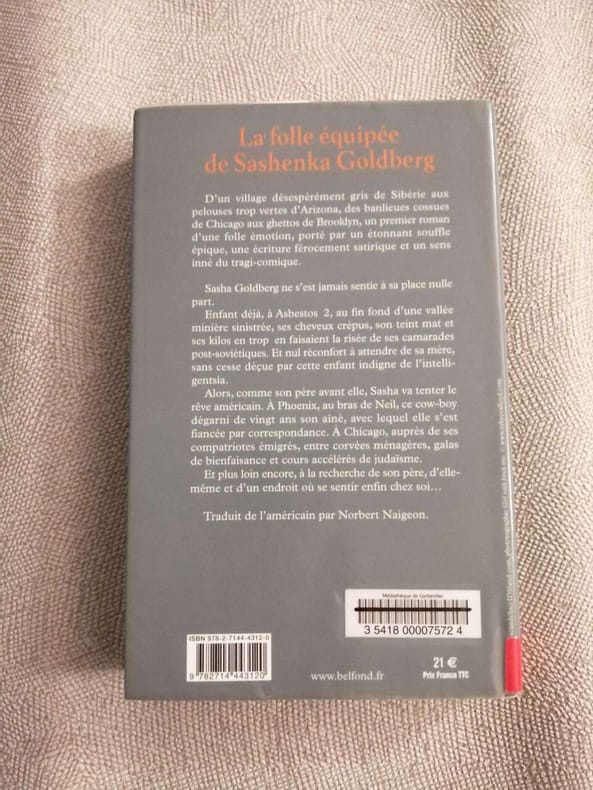 La folle équipée
de Sashenka Goldberg
D'un village désespérément gris de Sibérie aux
pelouses trop vertes d'Arizona, des banlieues cossues
de Chicago aux ghettos de Brooklyn, un premier roman
d'une folle émotion, porté par un étonnant souffle
épique, une écriture férocement satirique et un sens
inné du tragi-comique.
Sasha Goldberg ne s'est jamais sentie à sa place nulle
part.
Enfant déjà, à Asbestos 2, au fin fond d'une vallée
minière sinistrée, ses cheveux crépus, son teint mat et
ses kilos en trop en faisaient la risée de ses camarades
post-soviétiques. Et nul réconfort à attendre de sa mère,
sans cesse déçue par cette enfant indigne de l'intelli-
gentsia.
Alors, comme son père avant elle, Sasha va tenter le
rêve américain. À Phoenix, au bras de Neil, ce cow-boy
dégarni de vingt ans son aîné, avec lequel elle s'est
fiancée par correspondance. À Chicago, auprès de ses
compatriotes émigrés, entre corvées ménagères, galas
de bienfaisance et cours accélérés de judaïsme.
Et plus loin encore, à la recherche de son père, d'elle-
même et d'un endroit où se sentir enfin chez soi…
Traduit de l'américain par Norbert Naigeon.
Médiathèque de Gerbéviller
3 5418 00007572 4
ISBN 978-2-7144-4312-0
9 782714 443120
www.belfond.fr
21 €
Prix France TTC